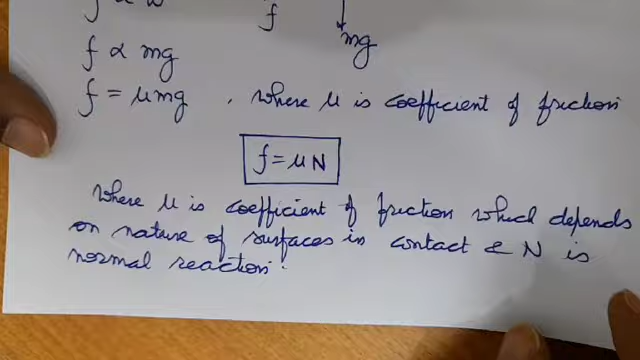 f
mg
f ∝ mg
f = μmg , where μ is coefficient of friction
f = μN
where μ is coefficient of friction which depends
on nature of surfaces in contact & N is
normal reaction.